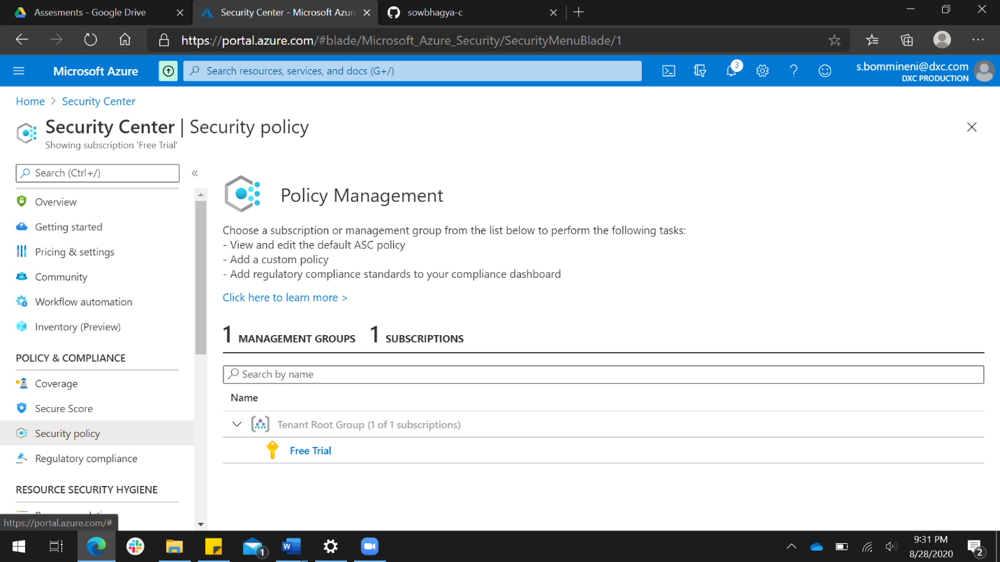 Assesments - Google Drive
Security Center - Microsoft Azur
sowbhagya-c
https://portal.azure.com/#blade/Microsoft_Azure_Security/SecurityMenuBlade/1
Microsoft Azure
Search resources, services, and docs (G+/)
3
s.bommineni@dxc.com
DXC PRODUCTION
Home > Security Center
Security Center | Security policy
Showing subscription 'Free Trial'
Search (Ctrl+/)
«
Overview
Getting started
Pricing & settings
Community
Workflow automation
Inventory (Preview)
POLICY & COMPLIANCE
Coverage
Secure Score
Security policy
Regulatory compliance
RESOURCE SECURITY HYGIENE
https://portal.azure.com/#
Policy Management
Choose a subscription or management group from the list below to perform the following tasks:
- View and edit the default ASC policy
- Add a custom policy
- Add regulatory compliance standards to your compliance dashboard
Click here to learn more >
1 MANAGEMENT GROUPS 1 SUBSCRIPTIONS
Search by name
Name
Tenant Root Group (1 of 1 subscriptions)
Free Trial
1
9:31 PM
8/28/2020
2